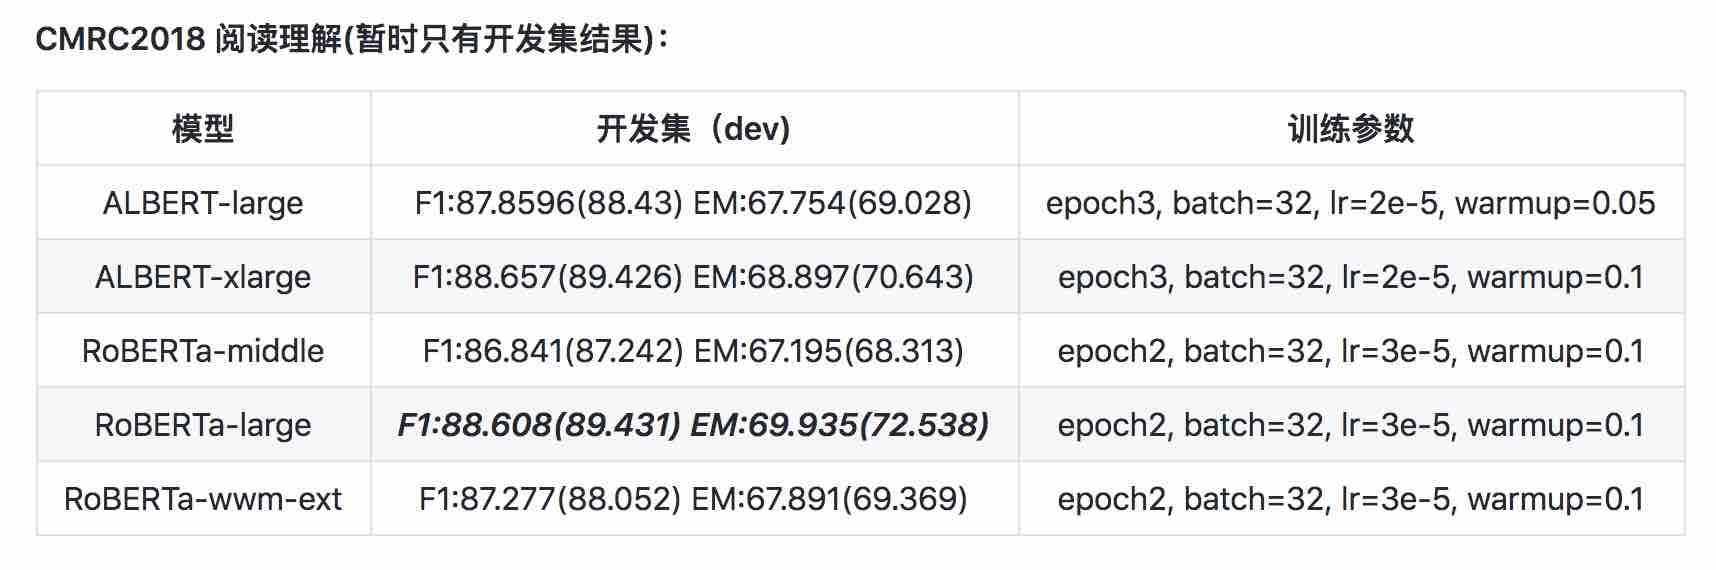 CMRC2018 阅读理解(暂时只有开发集结果)：
模型 开发集（dev) 训练参数
ALBERT-large F1:87.8596(88.43) EM:67.754(69.028) epoch3, batch=32, lr=2e-5, warmup=0.05
ALBERT-xlarge F1:88.657(89.426) EM:68.897(70.643) epoch3, batch=32, lr=2e-5, warmup=0.1
RoBERTa-middle F1:86.841(87.242) EM:67.195(68.313) epoch2, batch=32, lr=3e-5, warmup=0.1
RoBERTa-large F1:88.608(89.431) EM:69.935(72.538) epoch2, batch=32, lr=3e-5, warmup=0.1
RoBERTa-wwm-ext F1:87.277(88.052) EM:67.891(69.369) epoch2, batch=32, lr=3e-5, warmup=0.1